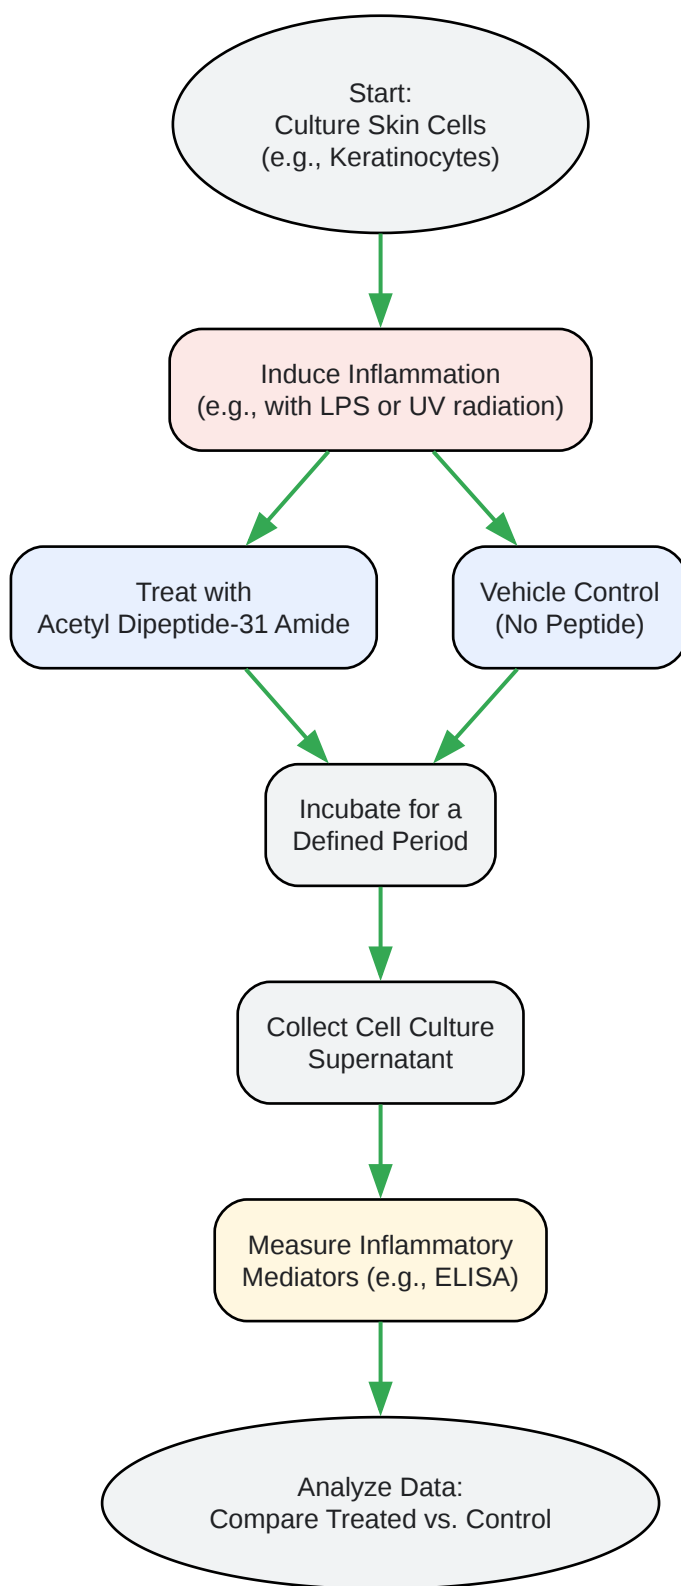 Start:
Culture Skin Cells
(e.g., Keratinocytes)
Induce Inflammation
(e.g., with LPS or UV radiation)
Treat with
Acetyl Dipeptide-31 Amide
Vehicle Control
(No Peptide)
Incubate for a
Defined Period
Collect Cell Culture
Supernatant
Measure Inflammatory
Mediators (e.g., ELISA)
Analyze Data:
Compare Treated vs. Control